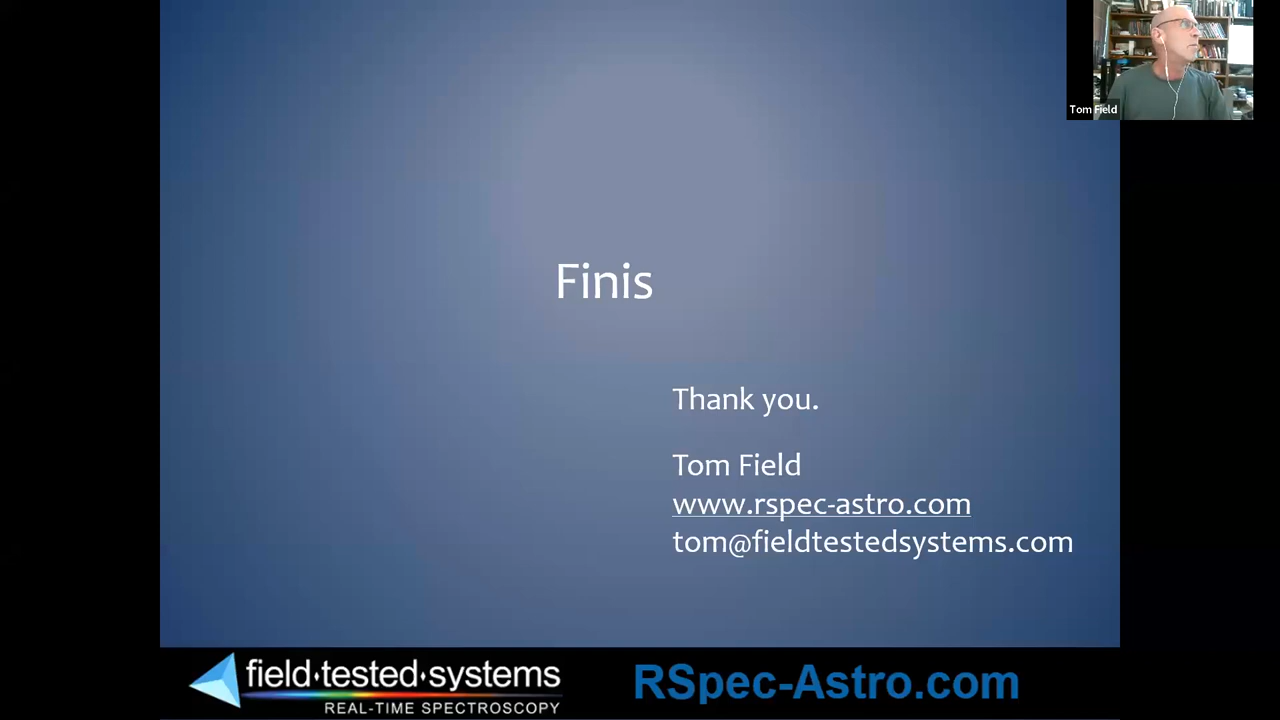 Tom Field
Finis
Thank you.
Tom Field
www.rspec-astro.com
tom@fieldtestedsystems.com
field·tested·systems
REAL-TIME SPECTROSCOPY
RSpec-Astro.com